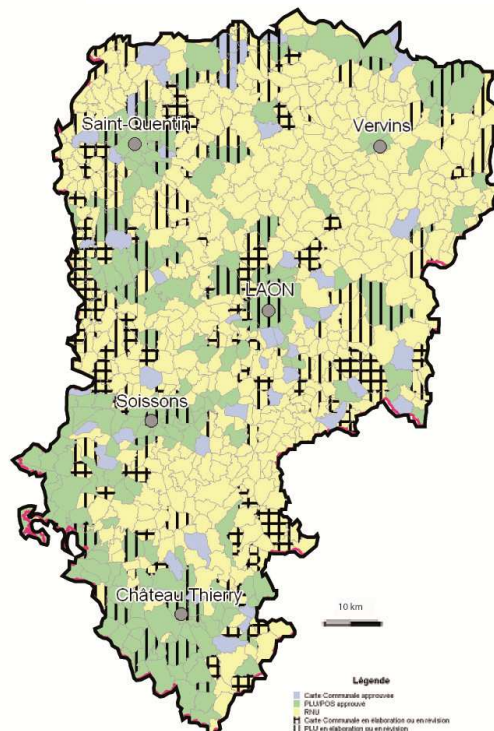 Saint-Quentin
Vervins
LAON
Soissons
Château Thierry
10 km
Légende
Carte Communale approuvée
PLU/POS approuvé
RNU
Carte Communale en élaboration ou en révision
PLU en élaboration ou en révision